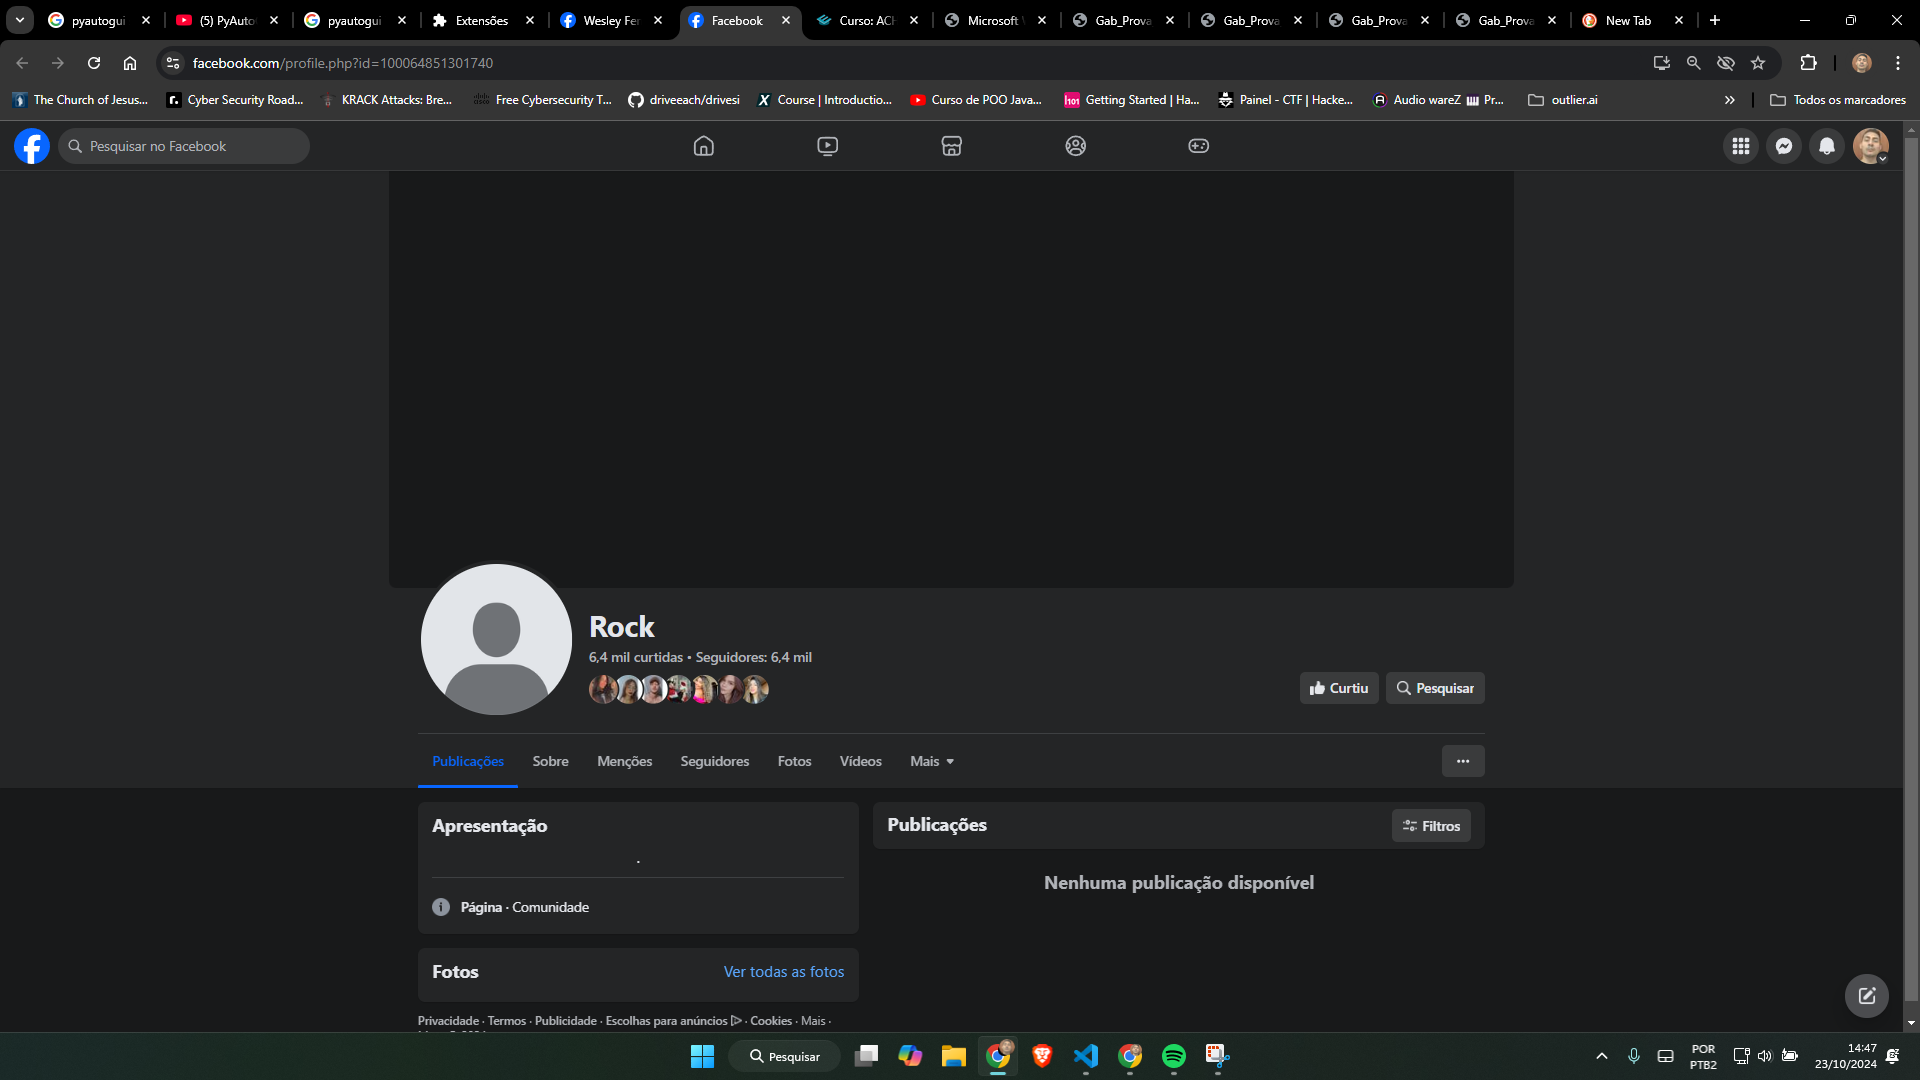 pyautogui
(5) PyAuto
pyautogui
Extensões
Wesley Fer
Facebook
Curso: ACH
Microsoft
Gab_Prova
Gab_Prova
Gab_Prova
Gab_Prova
New Tab
facebook.com/profile.php?id=100064851301740
The Church of Jesus...
Cyber Security Road...
KRACK Attacks: Bre...
Free Cybersecurity T...
driveeach/drivesi
Course | Introductio...
Curso de POO Java...
Getting Started | Ha...
Painel - CTF | Hacke...
Audio wareZ Pr...
outlier.ai
Todos os marcadores
Pesquisar no Facebook
Rock
6,4 mil curtidas • Seguidores: 6,4 mil
Curtiu
Pesquisar
Publicações
Sobre
Menções
Seguidores
Fotos
Vídeos
Mais
Apresentação
.
Página · Comunidade
Fotos
Ver todas as fotos
Publicações
Filtros
Nenhuma publicação disponível
Privacidade · Termos · Publicidade · Escolhas para anúncios · Cookies · Mais ·
Pesquisar
POR
PTB2
14:47
23/10/2024